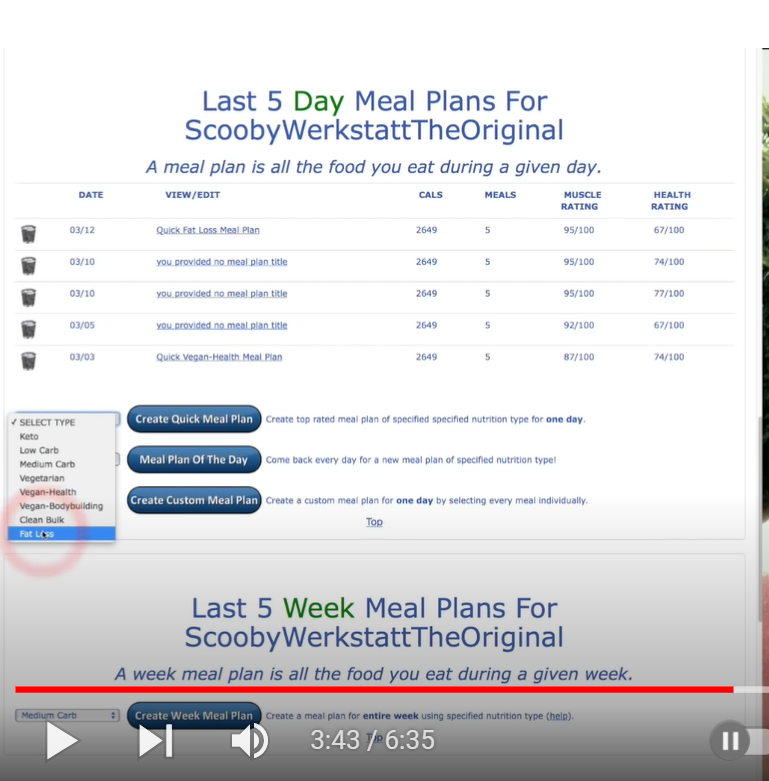 Last 5 Day Meal Plans For
ScoobyWerkstattTheOriginal
A meal plan is all the food you eat during a given day.
DATE VIEW/EDIT CALS MEALS MUSCLE RATING HEALTH RATING
03/12 Quick Fat Loss Meal Plan 2649 5 95/100 67/100
03/10 you provided no meal plan title 2649 5 95/100 74/100
03/10 you provided no meal plan title 2649 5 95/100 77/100
03/05 you provided no meal plan title 2649 5 92/100 67/100
03/03 Quick Vegan-Health Meal Plan 2649 5 87/100 74/100
✓ SELECT TYPE
Keto
Low Carb
Medium Carb
Vegetarian
Vegan-Health
Vegan-Bodybuilding
Clean Bulk
Fat Loss
Create Quick Meal Plan Create top rated meal plan of specified specified nutrition type for one day.
Meal Plan Of The Day Come back every day for a new meal plan of specified nutrition type!
Create Custom Meal Plan Create a custom meal plan for one day by selecting every meal individually.
Top
Last 5 Week Meal Plans For
ScoobyWerkstattTheOriginal
A week meal plan is all the food you eat during a given week.
Medium Carb Create Week Meal Plan Create a meal plan for entire week using specified nutrition type (help).
Top
3:43 / 6:35